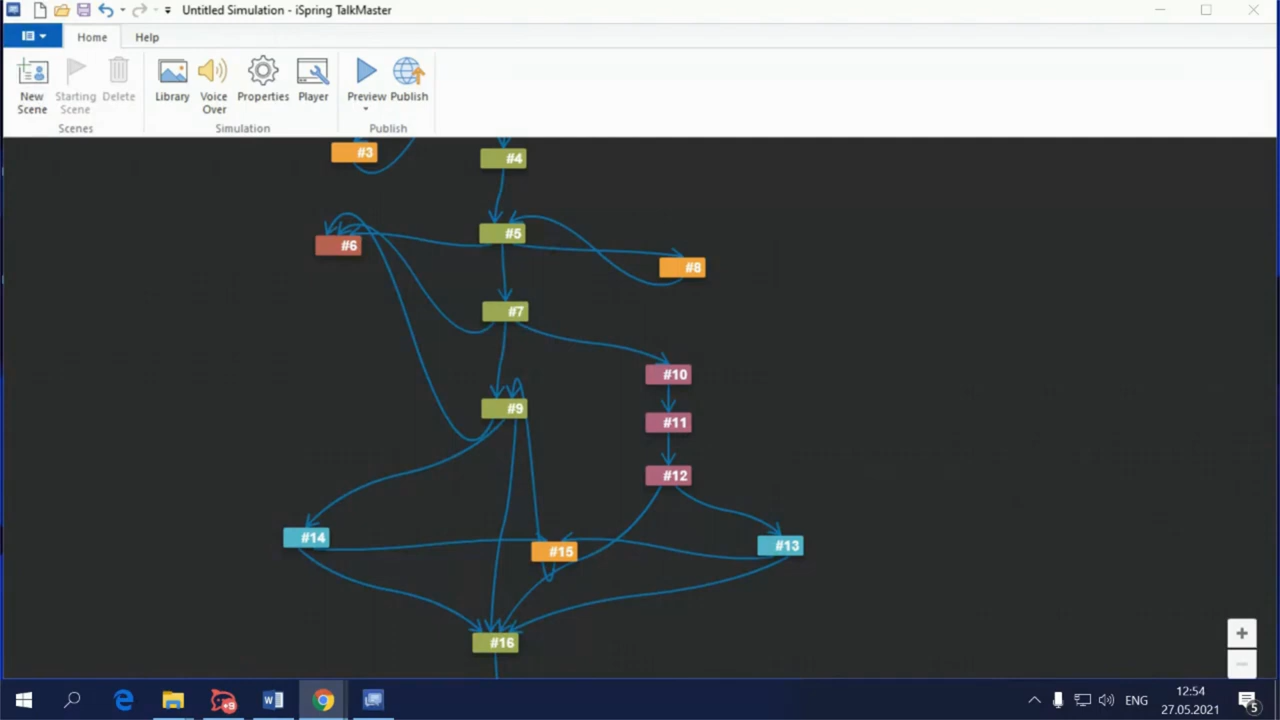 Untitled Simulation - iSpring TalkMaster
Home Help
New Scene
Starting Scene
Delete
Library
Voice Over
Properties
Player
Preview
Publish
Scenes
Simulation
Publish
#3
#4
#5
#6
#8
#7
#10
#9
#11
#12
#14
#15
#13
#16
+9
ENG
12:54
27.05.2021
5